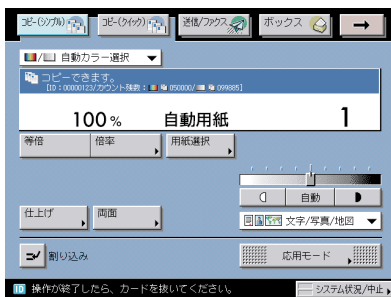 コピー(シンプル)
コピー(クイック)
送信/ファクス
ボックス
自動カラー選択
コピーできます。
[ID:00000123/カウント残数: 050000/ 099885]
100% 自動用紙 1
等倍 倍率 用紙選択
自動
仕上げ 両面 文字/写真/地図
割り込み 応用モード
ID 操作が終了したら、カードを抜いてください。 システム状況/中止